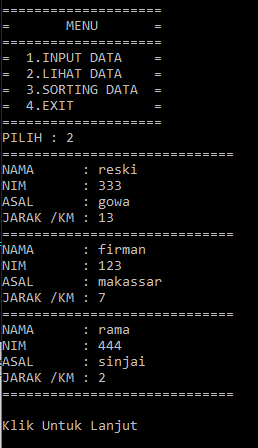 ====================
=      MENU       =
====================
=  1.INPUT DATA    =
=  2.LIHAT DATA    =
=  3.SORTING DATA  =
=  4.EXIT          =
====================
PILIH : 2
=============================
NAMA      : reski
NIM       : 333
ASAL      : gowa
JARAK /KM : 13
=============================
NAMA      : firman
NIM       : 123
ASAL      : makassar
JARAK /KM : 7
=============================
NAMA      : rama
NIM       : 444
ASAL      : sinjai
JARAK /KM : 2
=============================
Klik Untuk Lanjut